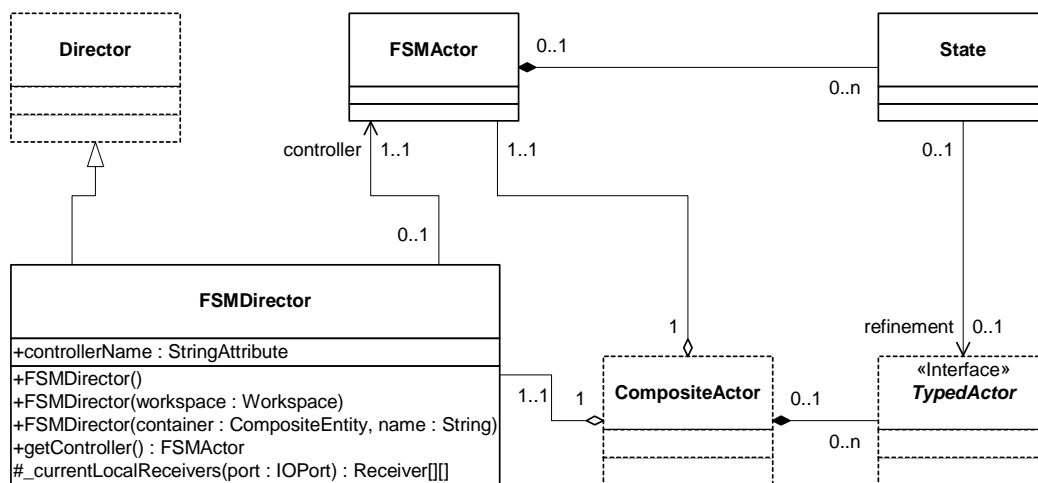 Director
FSMActor
State
0..1
0..n
controller
1..1
1..1
0..1
0..1
FSMDirector
+controllerName : StringAttribute
+FSMDirector()
+FSMDirector(workspace : Workspace)
+FSMDirector(container : CompositeEntity, name : String)
+getController() : FSMActor
#_currentLocalReceivers(port : IOPort) : Receiver[][]
1..1
1
1
CompositeActor
0..1
0..n
refinement
0..1
«Interface»
TypedActor